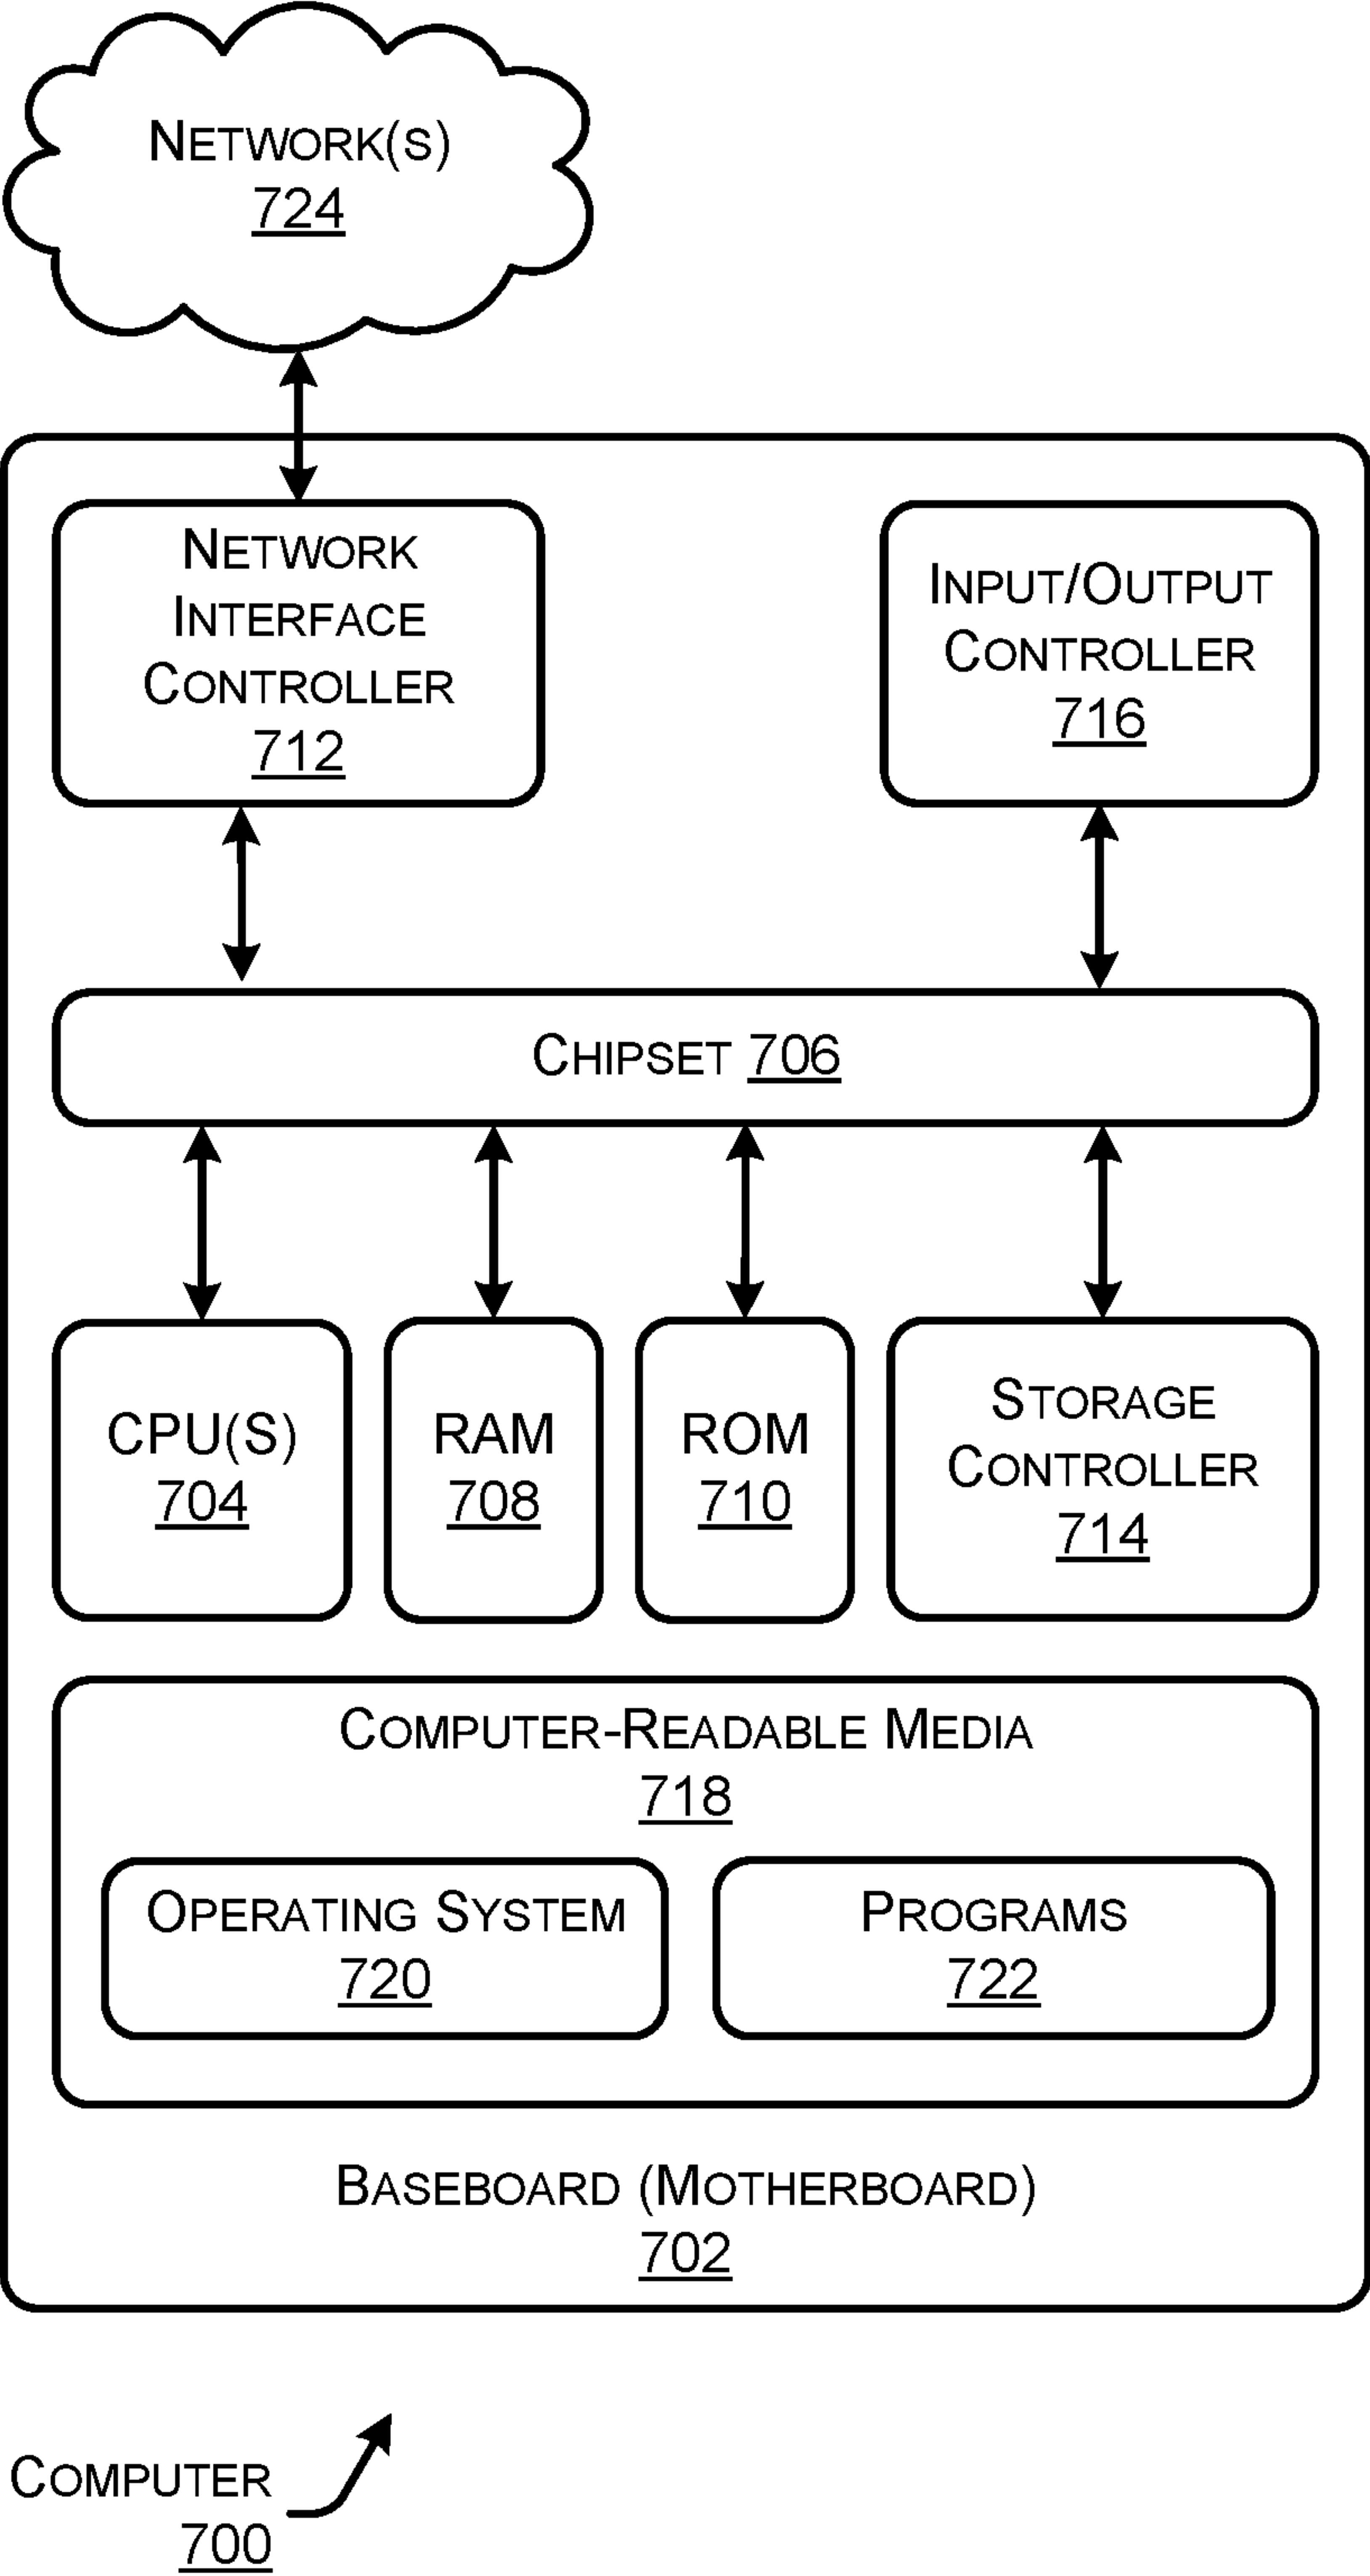 NETWORK(S)
724
NETWORK
INTERFACE
CONTROLLER
712
INPUT/OUTPUT
CONTROLLER
716
CHIPSET 706
CPU(S)
704
RAM
708
ROM
710
STORAGE
CONTROLLER
714
COMPUTER-READABLE MEDIA
718
OPERATING SYSTEM
720
PROGRAMS
722
BASEBOARD (MOTHERBOARD)
702
COMPUTER
700